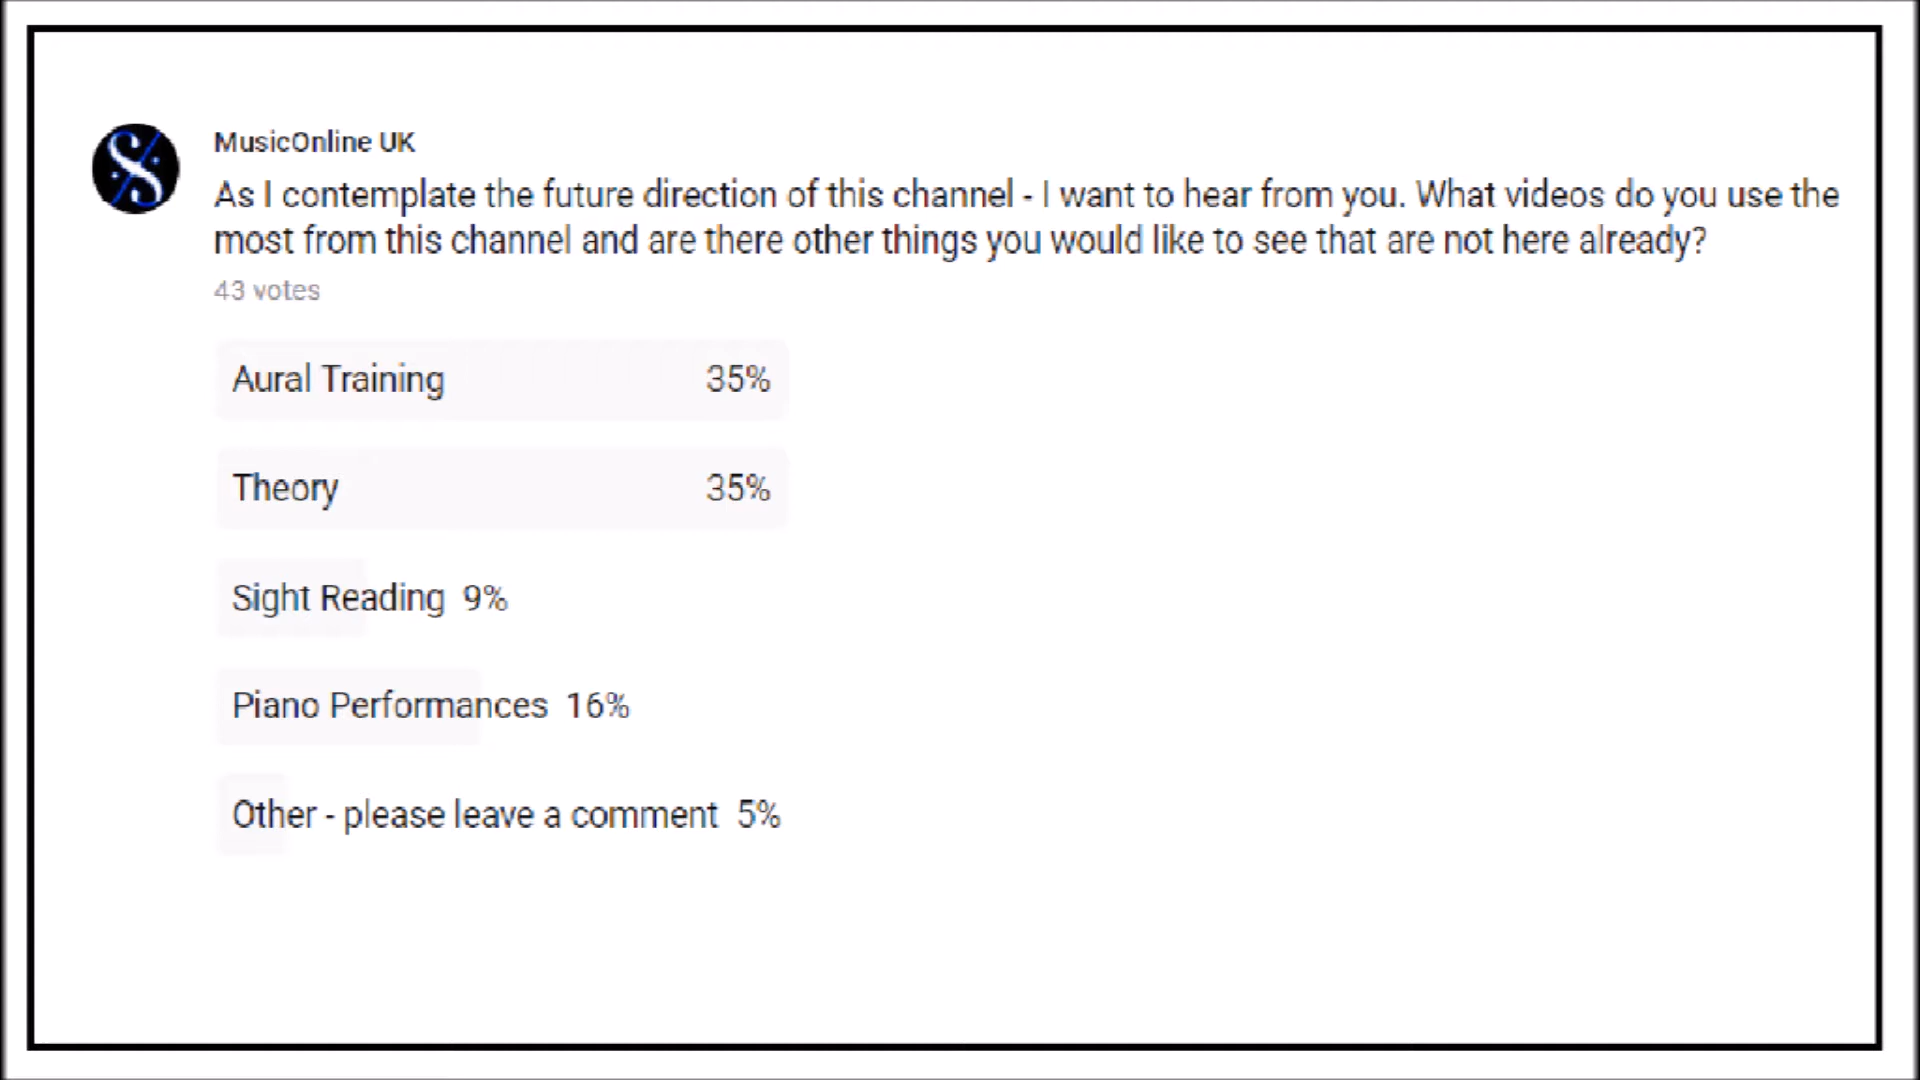 MusicOnline UK
As I contemplate the future direction of this channel - I want to hear from you. What videos do you use the
most from this channel and are there other things you would like to see that are not here already?
43 votes
Aural Training 35%
Theory 35%
Sight Reading 9%
Piano Performances 16%
Other - please leave a comment 5%